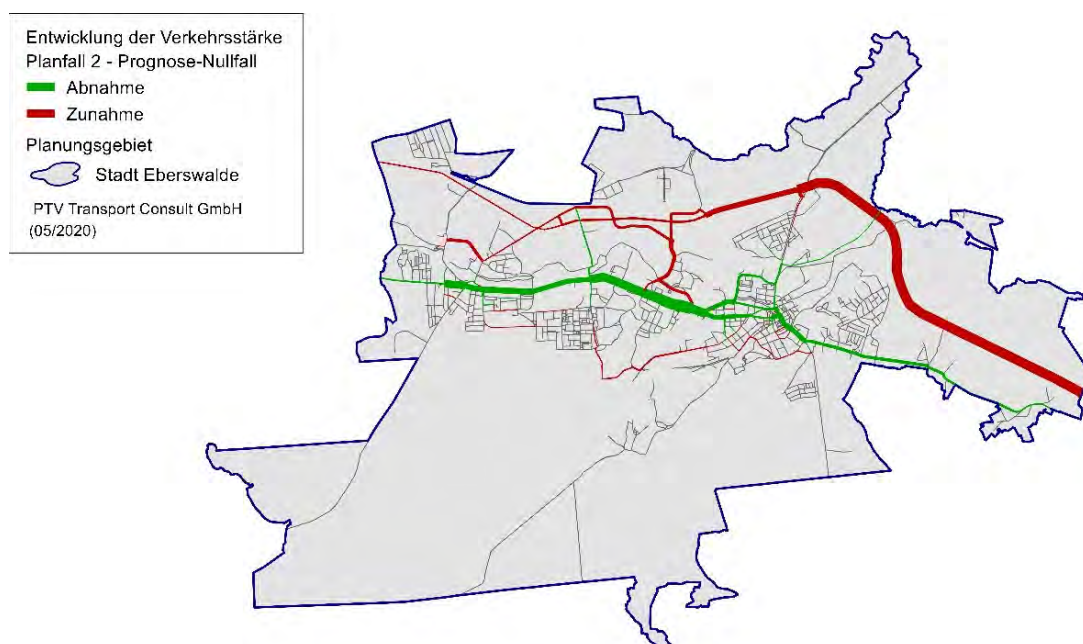 Entwicklung der Verkehrsstärke
Planfall 2 - Prognose-Nullfall
Abnahme
Zunahme
Planungsgebiet
Stadt Eberswalde
PTV Transport Consult GmbH
(05/2020)